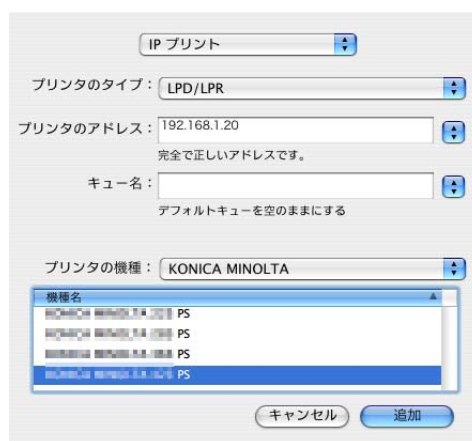 IP プリント
プリンタのタイプ： LPD/LPR
プリンタのアドレス： 192.168.1.20
完全で正しいアドレスです。
キュー名：
デフォルトキューを空のままにする
プリンタの機種： KONICA MINOLTA
機種名
PS
PS
PS
PS
キャンセル 追加